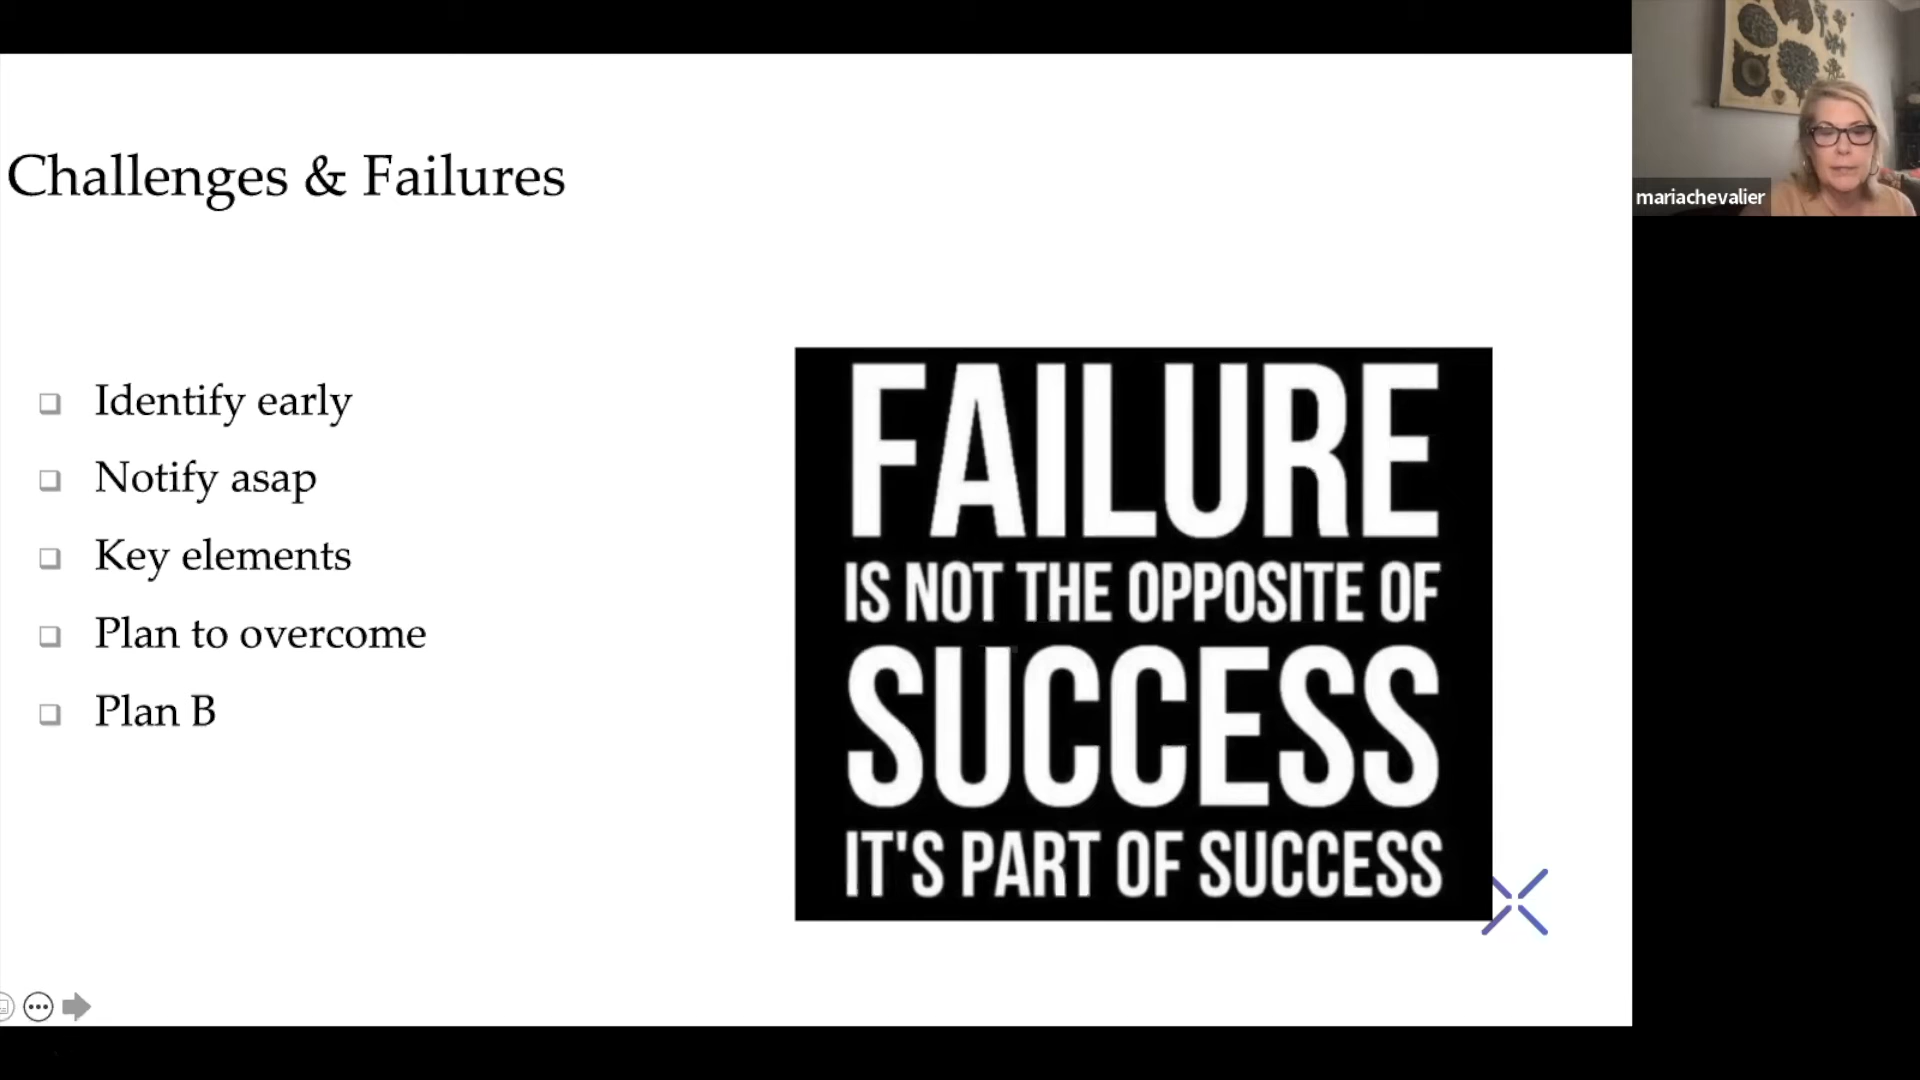 Challenges & Failures
Identify early
Notify asap
Key elements
Plan to overcome
Plan B
FAILURE
IS NOT THE OPPOSITE OF
SUCCESS
IT'S PART OF SUCCESS
mariachevalier